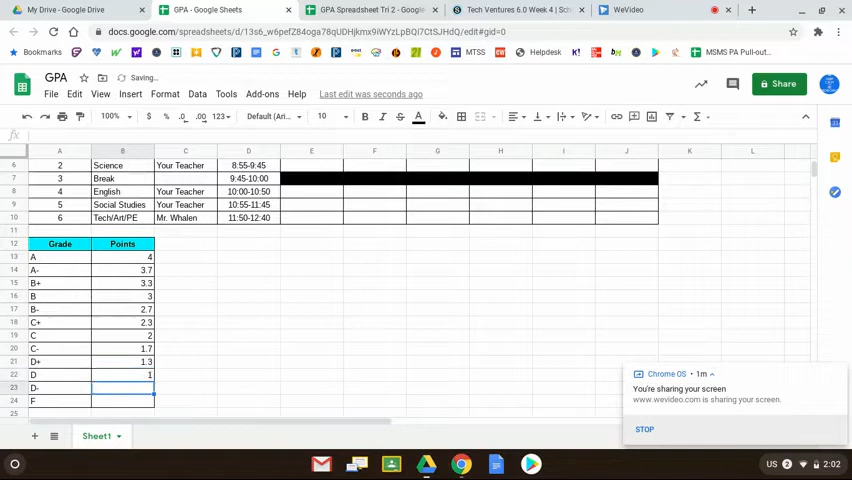 My Drive - Google Drive
GPA - Google Sheets
GPA Spreadsheet Tri 2 - Google
Tech Ventures 6.0 Week 4 | Sch
WeVideo
docs.google.com/spreadsheets/d/13s6_w6pefZ84oga78qUDHjkmx9iWYzLpBQl7CtSJHdQ/edit#gid=0
Bookmarks
MTSS
Helpdesk
K!
MSMS PA Pull-out...
GPA
Saving...
File Edit View Insert Format Data Tools Add-ons Help
Last edit was seconds ago
Share
100%
$ % .0 .00 123
Default (Ari...
10
B I S A
fx
A B C D E F G H I J K L
6 2 Science Your Teacher 8:55-9:45
7 3 Break 9:45-10:00
8 4 English Your Teacher 10:00-10:50
9 5 Social Studies Your Teacher 10:55-11:45
10 6 Tech/Art/PE Mr. Whalen 11:50-12:40
11
12 Grade Points
13 A 4
14 A- 3.7
15 B+ 3.3
16 B 3
17 B- 2.7
18 C+ 2.3
19 C 2
20 C- 1.7
21 D+ 1.3
22 D 1
23 D-
24 F
25
Chrome OS • 1m
You're sharing your screen
www.wevideo.com is sharing your screen.
STOP
Sheet1
US 2 2:02